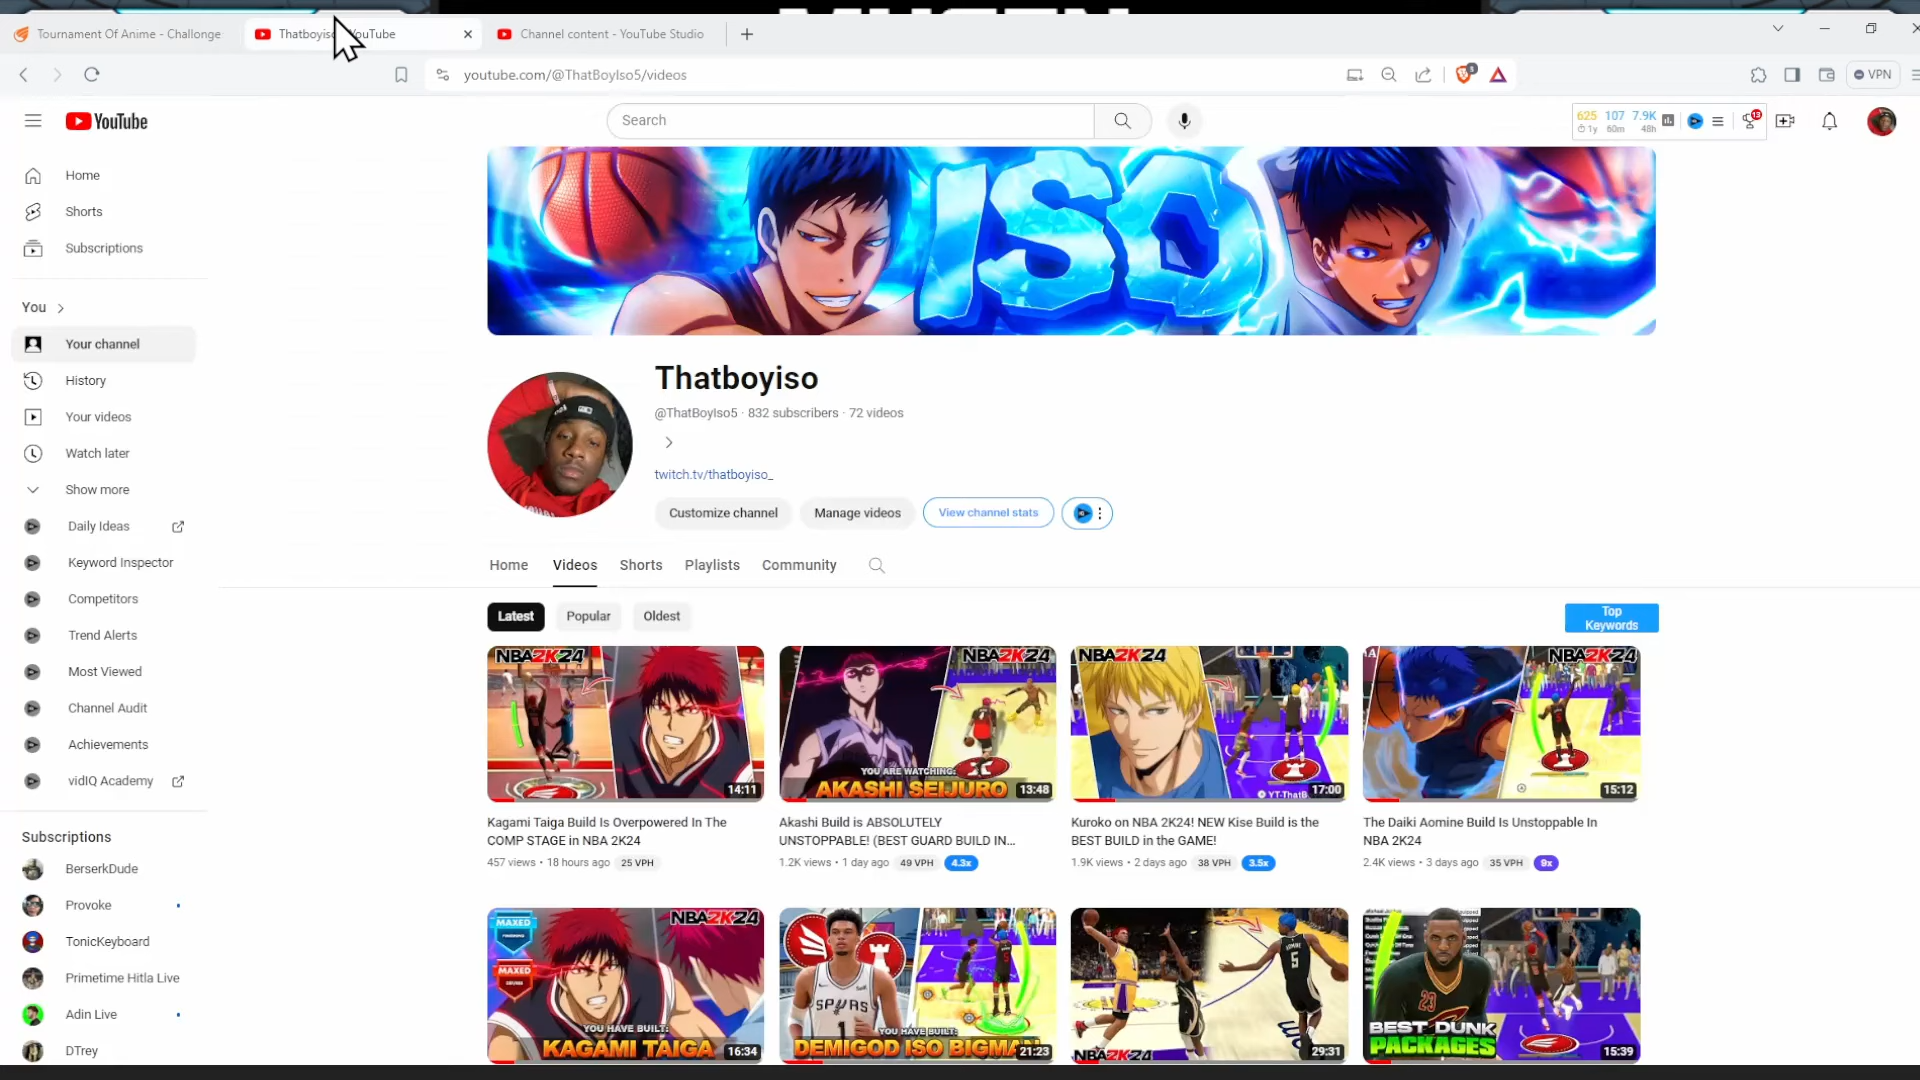 Tournament Of Anime - Challonge
YouTube
Channel content - YouTube Studio
youtube.com/@ThatBoyIso5/videos
5
VPN
YouTube
Search
625 107 7.9K
1y 60m 48h
13
Home
Shorts
Subscriptions
You
Your channel
History
Your videos
Watch later
Show more
Daily Ideas
Keyword Inspector
Competitors
Trend Alerts
Most Viewed
Channel Audit
Achievements
vidIQ Academy
Subscriptions
BerserkDude
Provoke
TonicKeyboard
Primetime Hitla Live
Adin Live
DTrey
ISO
Thatboyiso
@ThatBoyIso5 · 832 subscribers · 72 videos
twitch.tv/thatboyiso_
Customize channel
Manage videos
View channel stats
Home
Videos
Shorts
Playlists
Community
Latest
Popular
Oldest
Top
Keywords
NBA2K24
14:11
Kagami Taiga Build Is Overpowered In The
COMP STAGE in NBA 2K24
457 views • 18 hours ago 25 VPH
NBA2K24
YOU ARE WATCHING:
AKASHI SEIJURO
13:48
Akashi Build is ABSOLUTELY
UNSTOPPABLE! (BEST GUARD BUILD IN...
1.2K views • 1 day ago 49 VPH 4.3x
NBA2K24
YT-ThatB
17:00
Kuroko on NBA 2K24! NEW Kise Build is the
BEST BUILD in the GAME!
1.9K views • 2 days ago 38 VPH 3.5x
NBA2K24
15:12
The Daiki Aomine Build Is Unstoppable In
NBA 2K24
2.4K views • 3 days ago 35 VPH 9x
MAXED
MAXED
NBA2K24
YOU HAVE BUILT:
KAGAMI TAIGA
16:34
SPURS
1
YOU HAVE BUILT:
DEMIGOD ISO BIGMAN
21:23
5
NBA2K24
29:31
23
BEST DUNK
PACKAGES
15:39